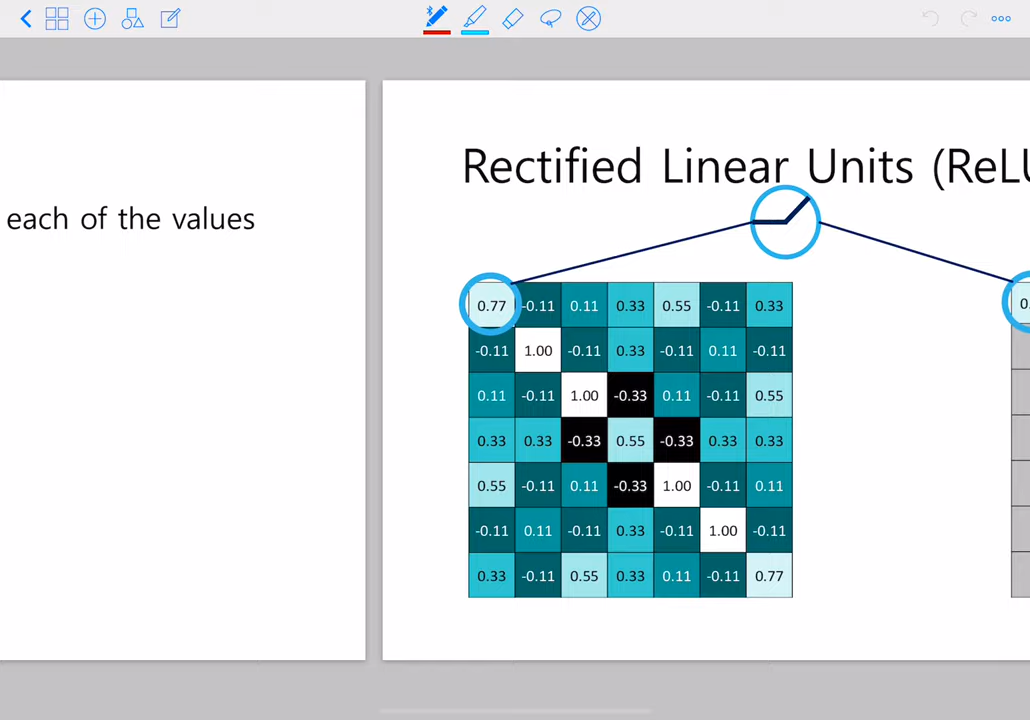 each of the values
Rectified Linear Units (ReLU
0.77 -0.11 0.11 0.33 0.55 -0.11 0.33
-0.11 1.00 -0.11 0.33 -0.11 0.11 -0.11
0.11 -0.11 1.00 -0.33 0.11 -0.11 0.55
0.33 0.33 -0.33 0.55 -0.33 0.33 0.33
0.55 -0.11 0.11 -0.33 1.00 -0.11 0.11
-0.11 0.11 -0.11 0.33 -0.11 1.00 -0.11
0.33 -0.11 0.55 0.33 0.11 -0.11 0.77